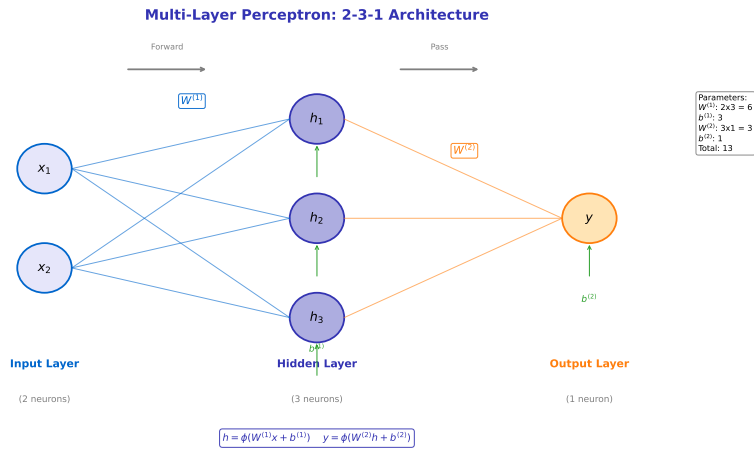 Multi-Layer Perceptron: 2-3-1 Architecture
Forward
Pass
W^{(1)}
Parameters:
W^{(1)}: 2x3 = 6
b^{(1)}: 3
W^{(2)}: 3x1 = 3
b^{(2)}: 1
Total: 13
h_1
W^{(2)}
x_1
h_2
y
x_2
b^{(2)}
h_3
b^{(1)}
Input Layer
Hidden Layer
Output Layer
(2 neurons)
(3 neurons)
(1 neuron)
h = ϕ(W^{(1)}x + b^{(1)}) y = ϕ(W^{(2)}h + b^{(2)})